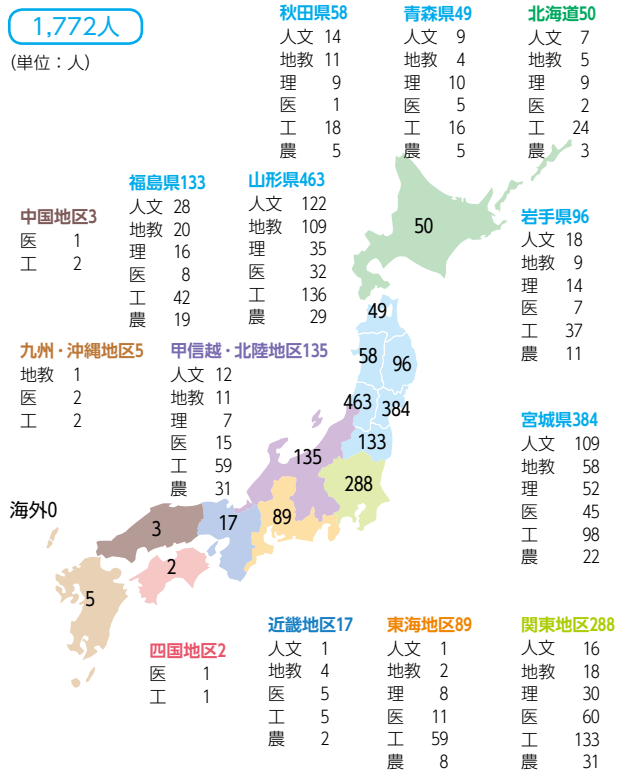 1,772人
(単位：人)
秋田県58
人文 14
地教 11
理 9
医 1
工 18
農 5
青森県49
人文 9
地教 4
理 10
医 5
工 16
農 5
北海道50
人文 7
地教 5
理 9
医 2
工 24
農 3
中国地区3
医 1
工 2
福島県133
人文 28
地教 20
理 16
医 8
工 42
農 19
山形県463
人文 122
地教 109
理 35
医 32
工 136
農 29
岩手県96
人文 18
地教 9
理 14
医 7
工 37
農 11
九州・沖縄地区5
地教 1
医 2
工 2
甲信越・北陸地区135
人文 12
地教 11
理 7
医 15
工 59
農 31
宮城県384
人文 109
地教 58
理 52
医 45
工 98
農 22
50
49
58
96
463
384
133
135
288
海外0
89
17
3
2
5
四国地区2
医 1
工 1
近畿地区17
人文 1
地教 4
医 5
工 5
農 2
東海地区89
人文 1
地教 2
理 8
医 11
工 59
農 8
関東地区288
人文 16
地教 18
理 30
医 60
工 133
農 31